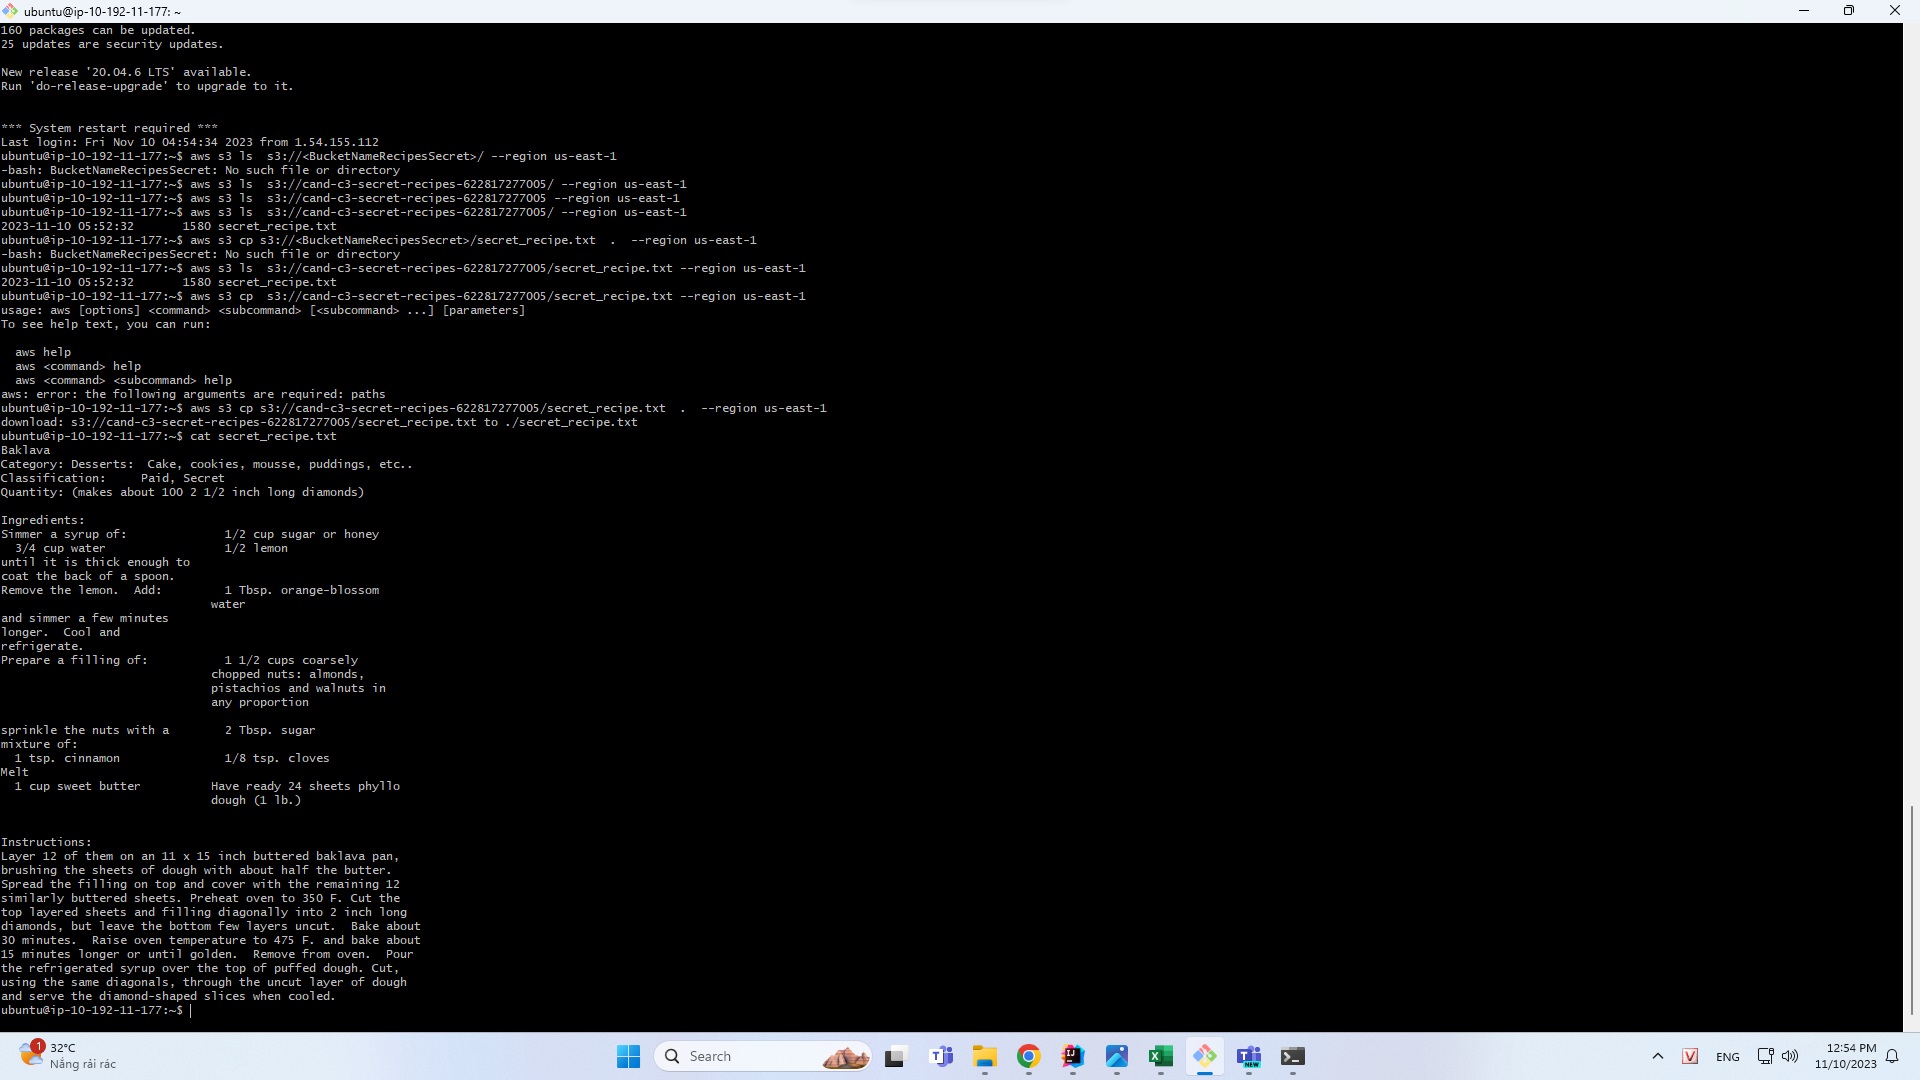 ubuntu@ip-10-192-11-177: ~
160 packages can be updated.
25 updates are security updates.
New release '20.04.6 LTS' available.
Run 'do-release-upgrade' to upgrade to it.
*** System restart required ***
Last login: Fri Nov 10 04:54:34 2023 from 1.54.155.112
ubuntu@ip-10-192-11-177:~$ aws s3 ls  s3://<BucketNameRecipesSecret>/ --region us-east-1
-bash: BucketNameRecipesSecret: No such file or directory
ubuntu@ip-10-192-11-177:~$ aws s3 ls  s3://cand-c3-secret-recipes-622817277005/ --region us-east-1
ubuntu@ip-10-192-11-177:~$ aws s3 ls  s3://cand-c3-secret-recipes-622817277005 --region us-east-1
ubuntu@ip-10-192-11-177:~$ aws s3 ls  s3://cand-c3-secret-recipes-622817277005/ --region us-east-1
2023-11-10 05:52:32       1580 secret_recipe.txt
ubuntu@ip-10-192-11-177:~$ aws s3 cp s3://<BucketNameRecipesSecret>/secret_recipe.txt  .  --region us-east-1
-bash: BucketNameRecipesSecret: No such file or directory
ubuntu@ip-10-192-11-177:~$ aws s3 ls  s3://cand-c3-secret-recipes-622817277005/secret_recipe.txt --region us-east-1
2023-11-10 05:52:32       1580 secret_recipe.txt
ubuntu@ip-10-192-11-177:~$ aws s3 cp  s3://cand-c3-secret-recipes-622817277005/secret_recipe.txt --region us-east-1
usage: aws [options] <command> <subcommand> [<subcommand> ...] [parameters]
To see help text, you can run:
  aws help
  aws <command> help
  aws <command> <subcommand> help
aws: error: the following arguments are required: paths
ubuntu@ip-10-192-11-177:~$ aws s3 cp s3://cand-c3-secret-recipes-622817277005/secret_recipe.txt  .  --region us-east-1
download: s3://cand-c3-secret-recipes-622817277005/secret_recipe.txt to ./secret_recipe.txt
ubuntu@ip-10-192-11-177:~$ cat secret_recipe.txt
Baklava
Category: Desserts:  Cake, cookies, mousse, puddings, etc..
Classification:     Paid, Secret
Quantity: (makes about 100 2 1/2 inch long diamonds)
Ingredients:
Simmer a syrup of:              1/2 cup sugar or honey
  3/4 cup water                 1/2 lemon
until it is thick enough to
coat the back of a spoon.
Remove the lemon.  Add:         1 Tbsp. orange-blossom
                              water
and simmer a few minutes
longer.  Cool and
refrigerate.
Prepare a filling of:           1 1/2 cups coarsely
                              chopped nuts: almonds,
                              pistachios and walnuts in
                              any proportion
sprinkle the nuts with a        2 Tbsp. sugar
mixture of:
  1 tsp. cinnamon               1/8 tsp. cloves
Melt
  1 cup sweet butter          Have ready 24 sheets phyllo
                              dough (1 lb.)
Instructions:
Layer 12 of them on an 11 x 15 inch buttered baklava pan,
brushing the sheets of dough with about half the butter.
Spread the filling on top and cover with the remaining 12
similarly buttered sheets. Preheat oven to 350 F. Cut the
top layered sheets and filling diagonally into 2 inch long
diamonds, but leave the bottom few layers uncut.  Bake about
30 minutes.  Raise oven temperature to 475 F. and bake about
15 minutes longer or until golden.  Remove from oven.  Pour
the refrigerated syrup over the top of puffed dough. Cut,
using the same diagonals, through the uncut layer of dough
and serve the diamond-shaped slices when cooled.
ubuntu@ip-10-192-11-177:~$
1
32°C
Nắng rải rác
Search
NEW
ENG
12:54 PM
11/10/2023